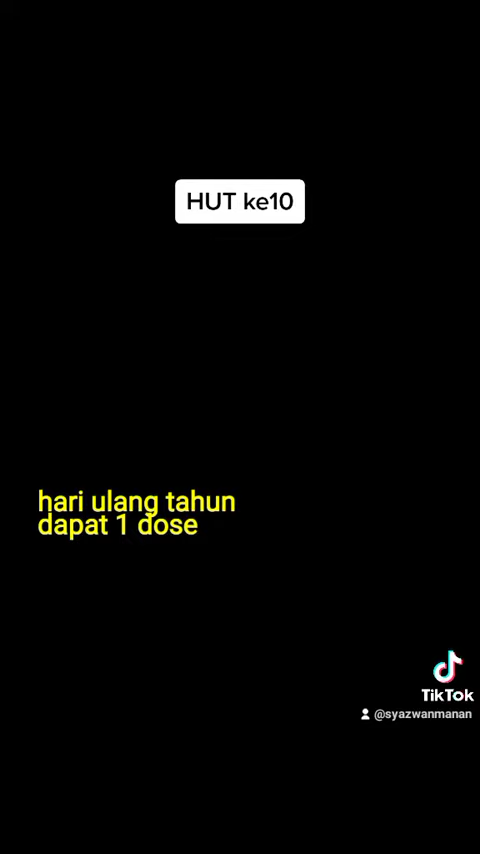 HUT ke10
hari ulang tahun
dapat 1 dose
TikTok
@syazwanmanan